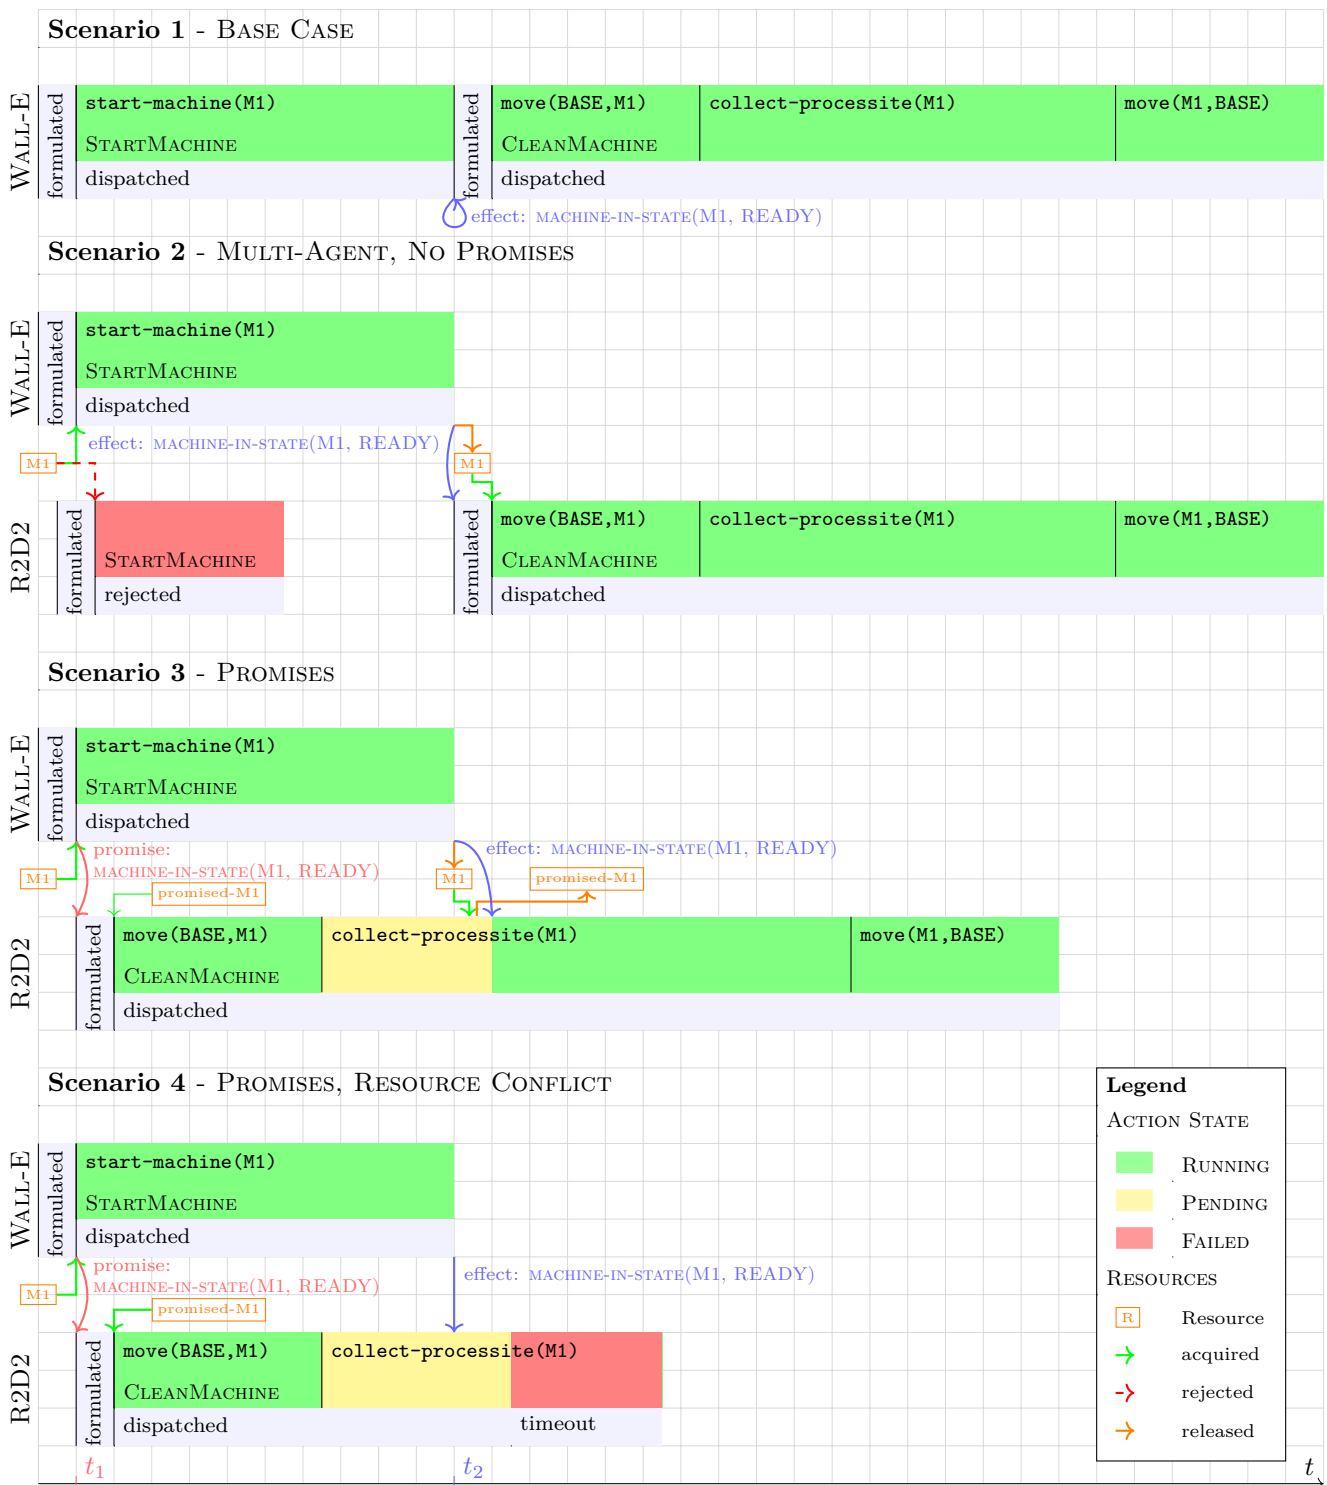 Scenario 1 - Base Case
Wall-E
formulated
start-machine(M1)
StartMachine
dispatched
formulated
move(BASE,M1)
CleanMachine
dispatched
collect-processite(M1)
move(M1,BASE)
effect: machine-in-state(M1, READY)
Scenario 2 - Multi-Agent, No Promises
Wall-E
formulated
start-machine(M1)
StartMachine
dispatched
effect: machine-in-state(M1, READY)
M1
M1
R2D2
formulated
StartMachine
rejected
formulated
move(BASE,M1)
CleanMachine
dispatched
collect-processite(M1)
move(M1,BASE)
Scenario 3 - Promises
Wall-E
formulated
start-machine(M1)
StartMachine
dispatched
promise:
machine-in-state(M1, READY)
M1
promised-M1
effect: machine-in-state(M1, READY)
M1
promised-M1
R2D2
formulated
move(BASE,M1)
CleanMachine
dispatched
collect-processite(M1)
move(M1,BASE)
Scenario 4 - Promises, Resource Conflict
Wall-E
formulated
start-machine(M1)
StartMachine
dispatched
promise:
machine-in-state(M1, READY)
M1
promised-M1
effect: machine-in-state(M1, READY)
R2D2
formulated
move(BASE,M1)
CleanMachine
dispatched
collect-processite(M1)
timeout
Legend
Action State
Running
Pending
Failed
Resources
R Resource
acquired
rejected
released
t1
t2
t